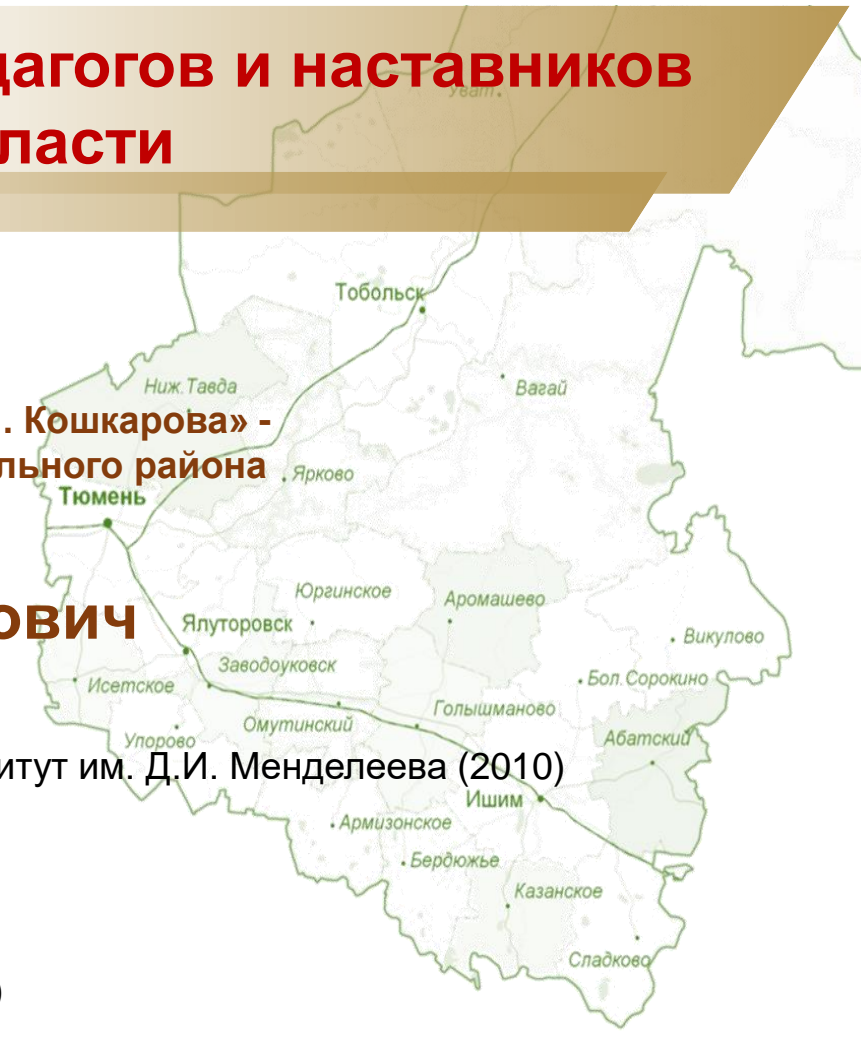 дагогов и наставников
Уват
ласти
Тобольск
Ниж.Тавда
Вагай
. Кошкарова» -
льного района
Ярково
Тюмень
Юргинское
Аромашево
ович
Ялуторовск
Викулово
Заводоуковск
Исетское
Бол.Сорокино
Голышманово
Омутинский
Упорово
Абатский
итут им. Д.И. Менделеева (2010)
Ишим
Армизонское
Бердюжье
Казанское
Сладково
)